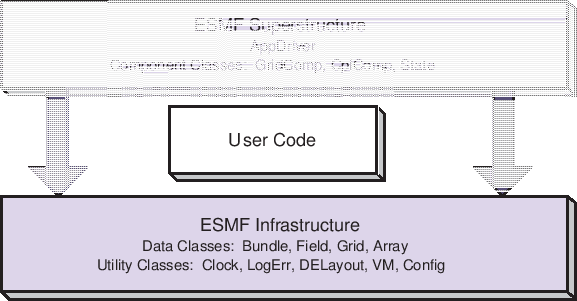 ESMF Superstructure
AppDriver
Component Classes: GridComp, CplComp, State
User Code
ESMF Infrastructure
Data Classes: Bundle, Field, Grid, Array
Utility Classes: Clock, LogErr, DELayout, VM, Config